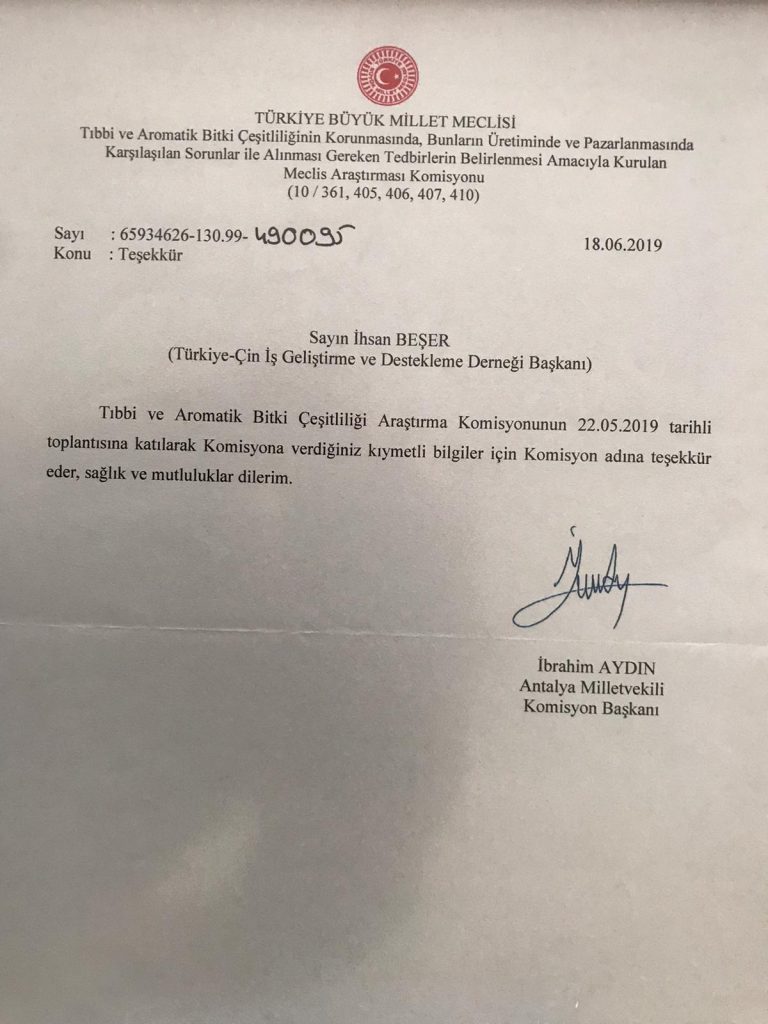 TÜRKİYE BÜYÜK MİLLET MECLİSİ
Tıbbi ve Aromatik Bitki Çeşitliliğinin Korunmasında, Bunların Üretiminde ve Pazarlanmasında
Karşılaşılan Sorunlar ile Alınması Gereken Tedbirlerin Belirlenmesi Amacıyla Kurulan
Meclis Araştırması Komisyonu
(10 / 361, 405, 406, 407, 410)
Sayı : 65934626-130.99- 490095
18.06.2019
Konu : Teşekkür
Sayın İhsan BEŞER
(Türkiye-Çin İş Geliştirme ve Destekleme Derneği Başkanı)
Tıbbi ve Aromatik Bitki Çeşitliliği Araştırma Komisyonunun 22.05.2019 tarihli
toplantısına katılarak Komisyona verdiğiniz kıymetli bilgiler için Komisyon adına teşekkür
eder, sağlık ve mutluluklar dilerim.
İbrahim AYDIN
Antalya Milletvekili
Komisyon Başkanı